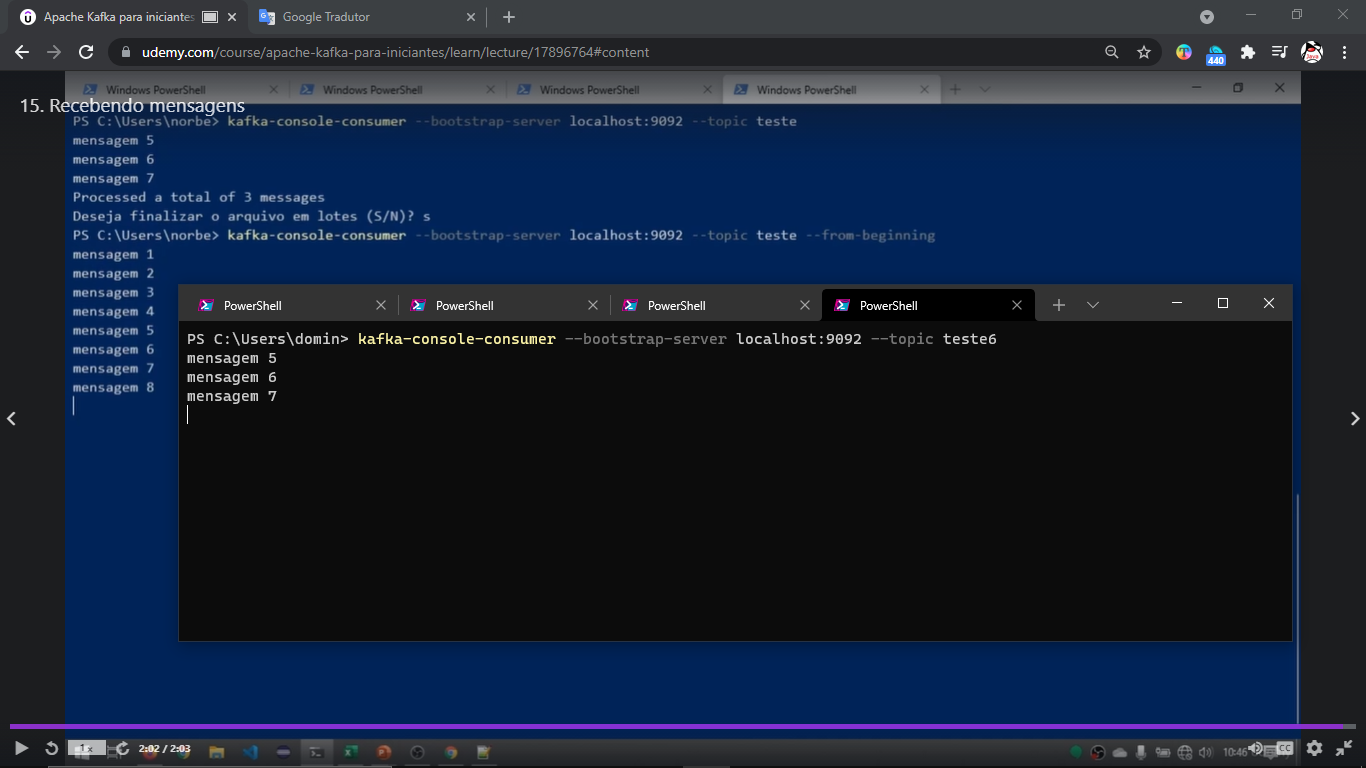 Apache Kafka para iniciantes
Google Tradutor
udemy.com/course/apache-kafka-para-iniciantes/learn/lecture/17896764#content
440
Windows PowerShell
Windows PowerShell
Windows PowerShell
Windows PowerShell
15. Recebendo mensagens
PS C:\Users\norbe> kafka-console-consumer --bootstrap-server localhost:9092 --topic teste
mensagem 5
mensagem 6
mensagem 7
Processed a total of 3 messages
Deseja finalizar o arquivo em lotes (S/N)? s
PS C:\Users\norbe> kafka-console-consumer --bootstrap-server localhost:9092 --topic teste --from-beginning
mensagem 1
mensagem 2
mensagem 3
mensagem 4
mensagem 5
mensagem 6
mensagem 7
mensagem 8
PowerShell
PowerShell
PowerShell
PowerShell
PS C:\Users\domin> kafka-console-consumer --bootstrap-server localhost:9092 --topic teste6
mensagem 5
mensagem 6
mensagem 7
1x
2:02 / 2:03
10:46
CC